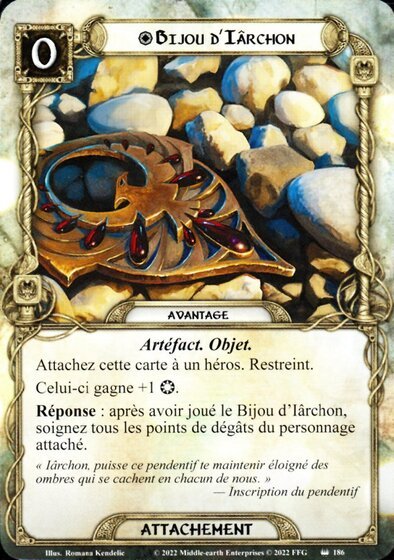 0
BIJOU D'IÂRCHON
AVANTAGE
Artéfact. Objet.
Attachez cette carte à un héros. Restreint.
Celui-ci gagne +1 .
Réponse : après avoir joué le Bijou d'Iârchon,
soignez tous les points de dégâts du personnage
attaché.
« Iârchon, puisse ce pendentif te maintenir éloigné des
ombres qui se cachent en chacun de nous. »
— Inscription du pendentif
ATTACHEMENT
Illus. Romana Kendelic © 2022 Middle-earth Enterprises © 2022 FFG 186